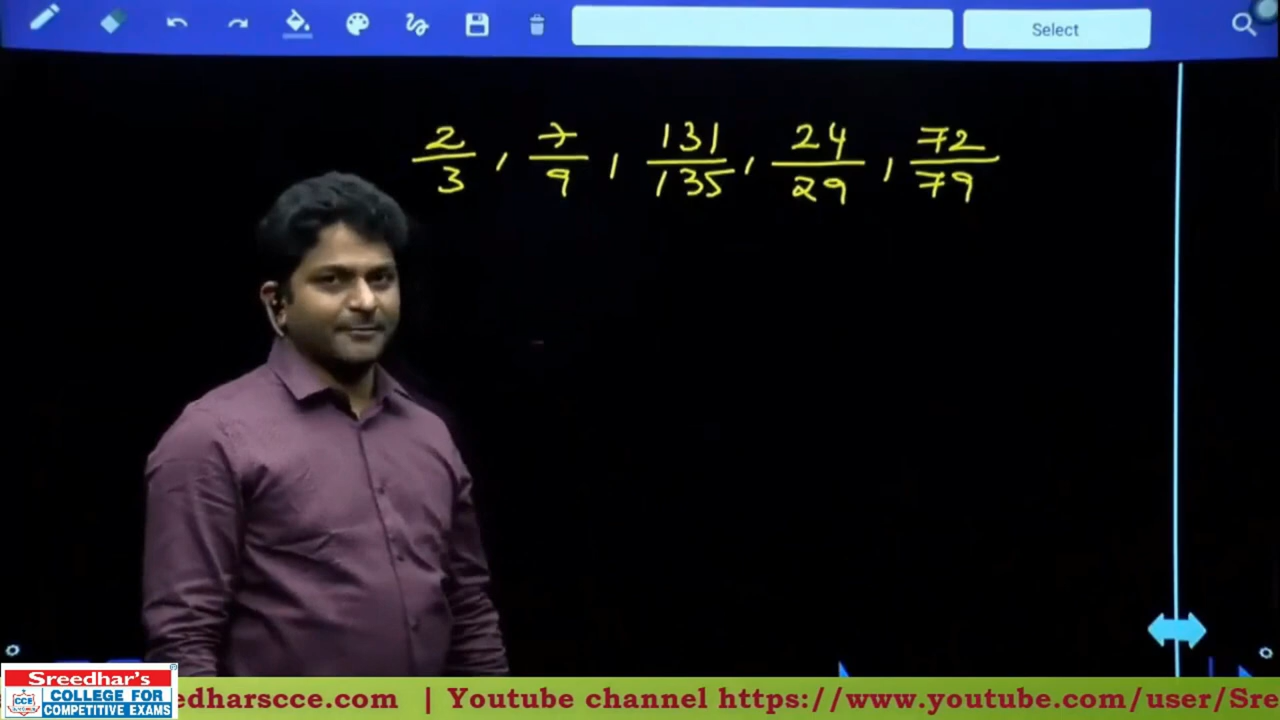 Select
2/3 , 7/9 , 131/135 , 24/29 , 72/79
Sreedhar's
CCE
COLLEGE FOR
COMPETITIVE EXAMS
edharscce.com | Youtube channel https://www.youtube.com/user/Sre